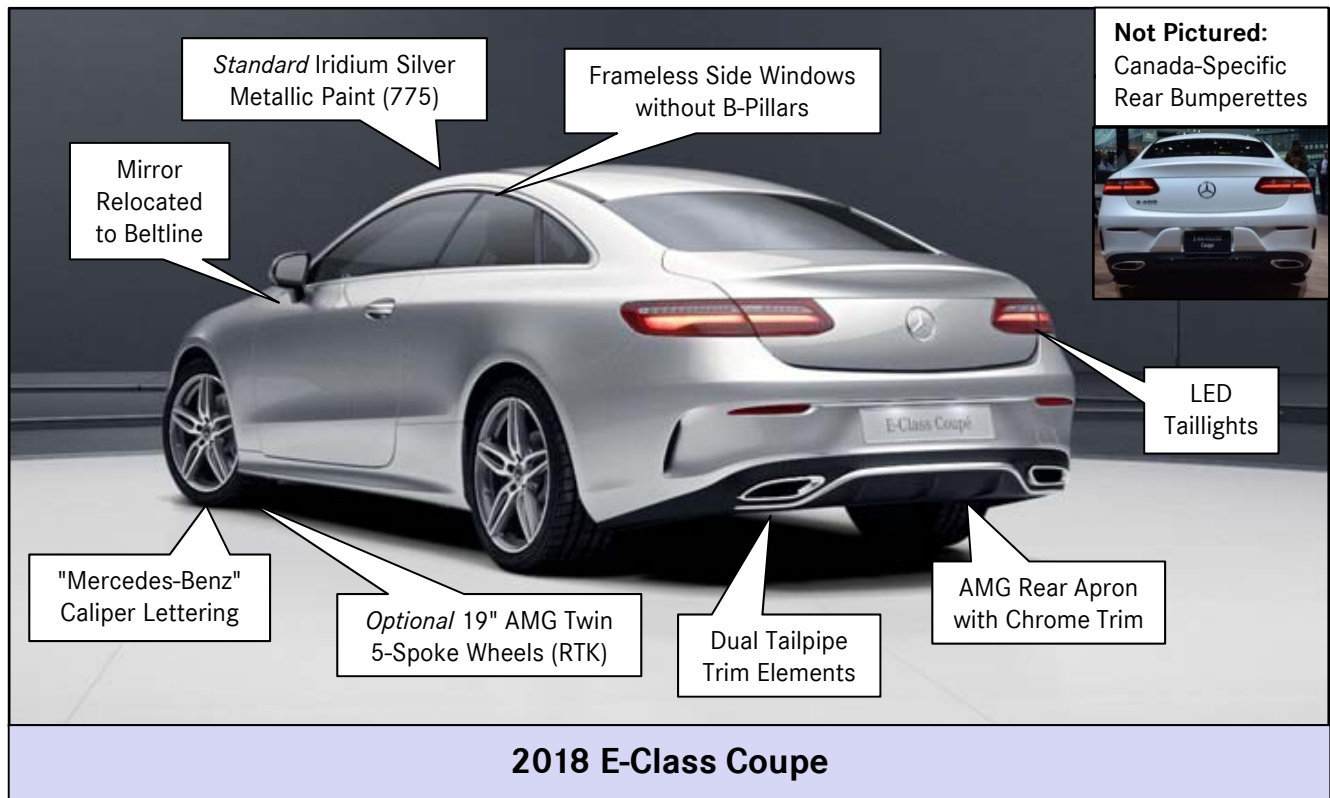 Standard Iridium Silver
Metallic Paint (775)
Frameless Side Windows
without B-Pillars
Not Pictured:
Canada-Specific
Rear Bumperettes
Mirror
Relocated
to Beltline
E 400
Coupe
E-Class Coupé
LED
Taillights
"Mercedes-Benz"
Caliper Lettering
Optional 19" AMG Twin
5-Spoke Wheels (RTK)
Dual Tailpipe
Trim Elements
AMG Rear Apron
with Chrome Trim
2018 E-Class Coupe